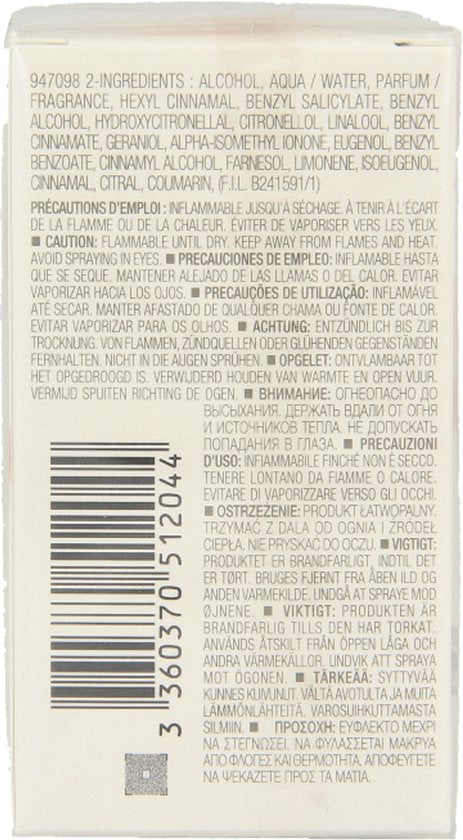 947098 2-INGREDIENTS : ALCOHOL, AQUA / WATER, PARFUM /
FRAGRANCE, HEXYL CINNAMAL, BENZYL SALICYLATE, BENZYL
ALCOHOL, HYDROXYCITRONELLAL, CITRONELLOL, LINALOOL, BENZYL
CINNAMATE, GERANIOL, ALPHA-ISOMETHYL IONONE, EUGENOL, BENZYL
BENZOATE, CINNAMYL ALCOHOL, FARNESOL, LIMONENE, ISOEUGENOL,
CINNAMAL, CITRAL, COUMARIN, (F.I.L. B241591/1)
PRÉCAUTIONS D'EMPLOI : INFLAMMABLE JUSQU'À SÉCHAGE. À TENIR À L'ÉCART
DE LA FLAMME OU DE LA CHALEUR. ÉVITER DE VAPORISER VERS LES YEUX.
■ CAUTION: FLAMMABLE UNTIL DRY. KEEP AWAY FROM FLAMES AND HEAT.
AVOID SPRAYING IN EYES. ■ PRECAUCIONES DE EMPLEO: INFLAMABLE HASTA
QUE SE SEQUE. MANTENER ALEJADO DE LAS LLAMAS O DEL CALOR. EVITAR
VAPORIZAR HACIA LOS OJOS. ■ PRECAUÇÕES DE UTILIZAÇÃO: INFLAMÁVEL
ATÉ SECAR. MANTER AFASTADO DE QUALQUER CHAMA OU FONTE DE CALOR.
EVITAR VAPORIZAR PARA OS OLHOS. ■ ACHTUNG: ENTZÜNDLICH BIS ZUR
TROCKNUNG. VON FLAMMEN, ZÜNDQUELLEN ODER GLÜHENDEN GEGENSTÄNDEN
FERNHALTEN. NICHT IN DIE AUGEN SPRÜHEN. ■ OPGELET: ONTVLAMBAAR TOT
HET OPGEDROOGD IS. VERWIJDERD HOUDEN VAN WARMTE EN OPEN VUUR.
VERMIJD SPUITEN RICHTING DE OGEN. ■ ВНИМАНИЕ: ОГНЕОПАСНО ДО
ВЫСЫХАНИЯ. ДЕРЖАТЬ ВДАЛИ ОТ ОГНЯ
И ИСТОЧНИКОВ ТЕПЛА. НЕ ДОПУСКАТЬ
ПОПАДАНИЯ В ГЛАЗА. ■ PRECAUZIONI
D'USO: INFIAMMABILE FINCHÉ NON È SECCO.
TENERE LONTANO DA FIAMME O CALORE.
EVITARE DI VAPORIZZARE VERSO GLI OCCHI.
■ OSTRZEŻENIE: PRODUKT ŁATWOPALNY.
TRZYMAĆ Z DALA OD OGNIA I ŹRÓDEŁ
CIEPŁA. NIE PRYSKAĆ DO OCZU. ■ VIGTIGT:
PRODUKTET ER BRANDFARLIGT, INDTIL DET
ER TØRT. BRUGES FJERNT FRA ÅBEN ILD OG
ANDEN VARMEKILDE. UNDGÅ AT SPRAYE MOD
ØJNENE. ■ VIKTIGT: PRODUKTEN ÄR
BRANDFARLIG TILLS DEN HAR TORKAT.
ANVÄNDS ÅTSKILT FRÅN ÖPPEN LÅGA OCH
ANDRA VÄRMEKÄLLOR, UNDVIK ATT SPRAYA
MOT ÖGONEN. ■ TÄRKEÄÄ: SYTTYVÄÄ
KUNNES KUIVUNUT. VÄLTÄ AVOTULTA JA MUITA
LÄMMÖNLÄHTEITÄ. VAROSUIHKUTTAMASTA
SILMIIN. ■ ΠΡΟΣΟΧΗ: ΕΥΦΛΕΚΤΟ ΜΕΧΡΙ
ΝΑ ΣΤΕΓΝΩΣΕΙ. ΝΑ ΦΥΛΑΣΣΕΤΑΙ ΜΑΚΡΥΑ
ΑΠΟ ΦΛΟΓΕΣ ΚΑΙ ΘΕΡΜΟΤΗΤΑ. ΑΠΟΦΕΥΓΕΤΕ
ΝΑ ΨΕΚΑΖΕΤΕ ΠΡΟΣ ΤΑ ΜΑΤΙΑ.
3 360370 512044